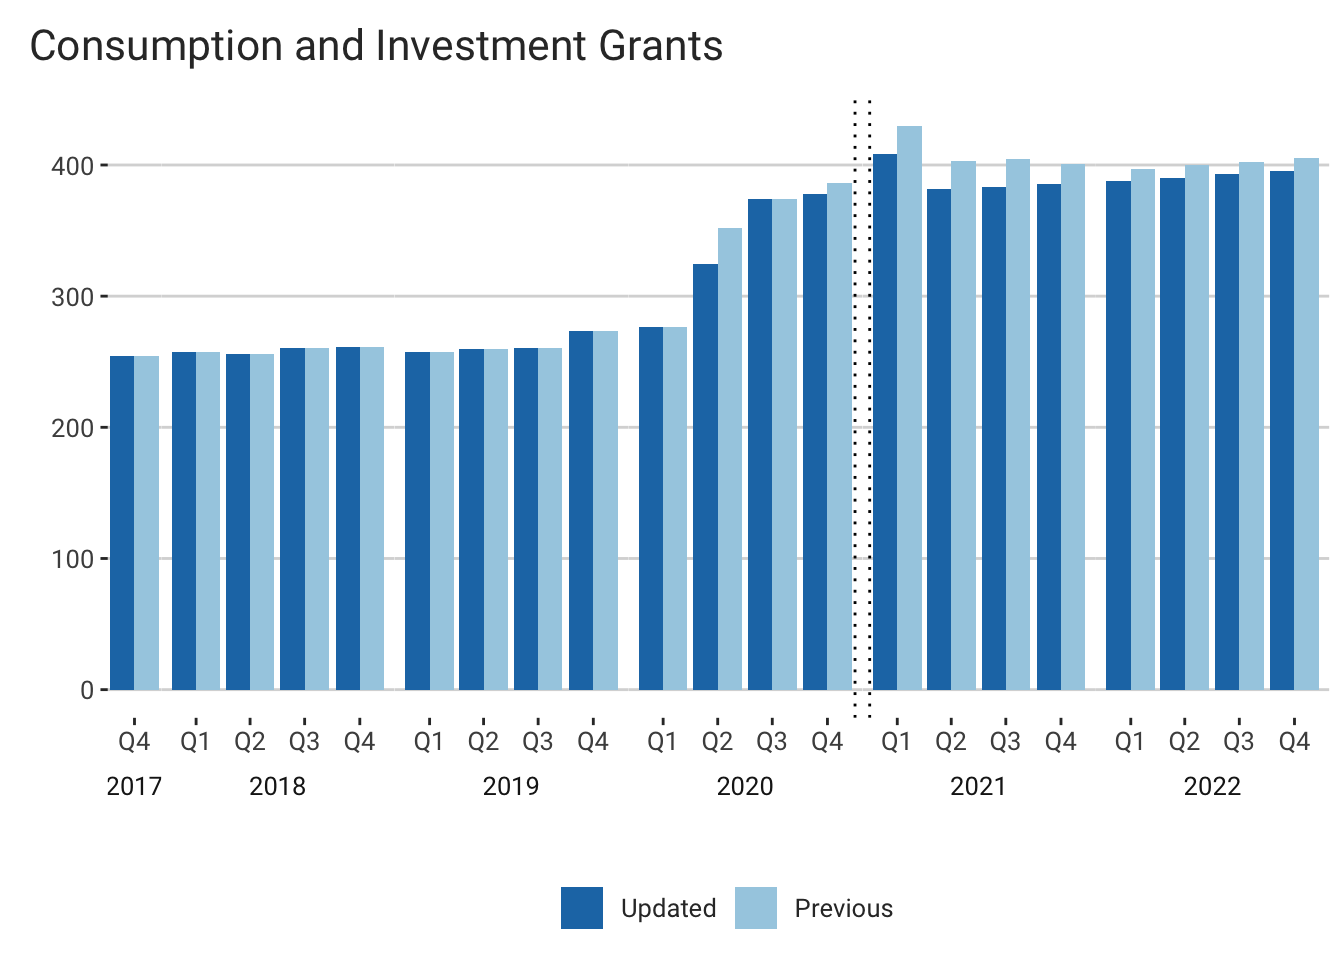 Consumption and Investment Grants
400
300
200
100
0
Q4 Q1 Q2 Q3 Q4 Q1 Q2 Q3 Q4 Q1 Q2 Q3 Q4 Q1 Q2 Q3 Q4 Q1 Q2 Q3 Q4
2017 2018 2019 2020 2021 2022
Updated Previous